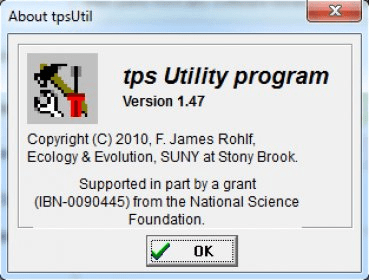 About tpsUtil
tps Utility program
Version 1.47
Copyright (C) 2010, F. James Rohlf,
Ecology & Evolution, SUNY at Stony Brook.
Supported in part by a grant
(IBN-0090445) from the National Science
Foundation.
OK